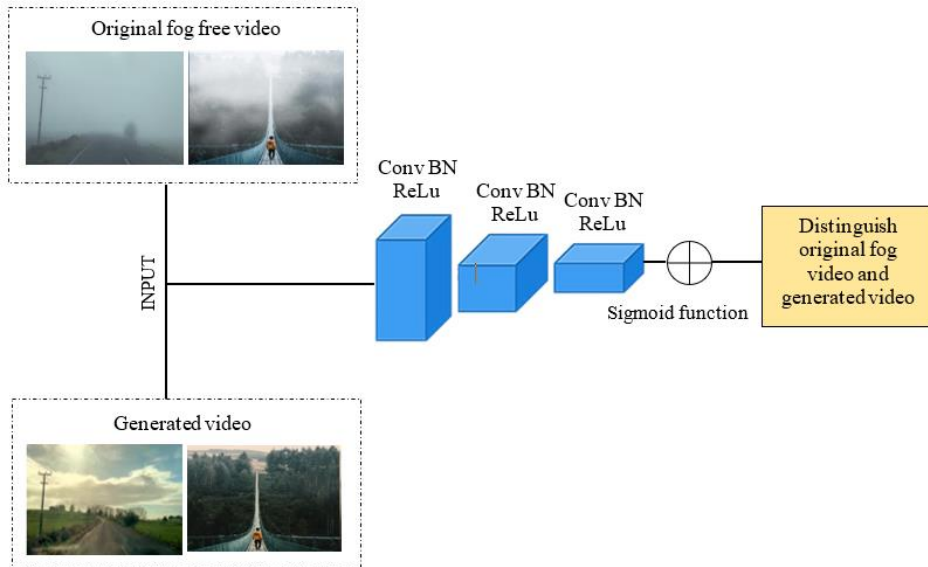 Original fog free video
Conv BN
ReLu
Conv BN
ReLu
Conv BN
ReLu
INPUT
Sigmoid function
Distinguish
original fog
video and
generated video
Generated video